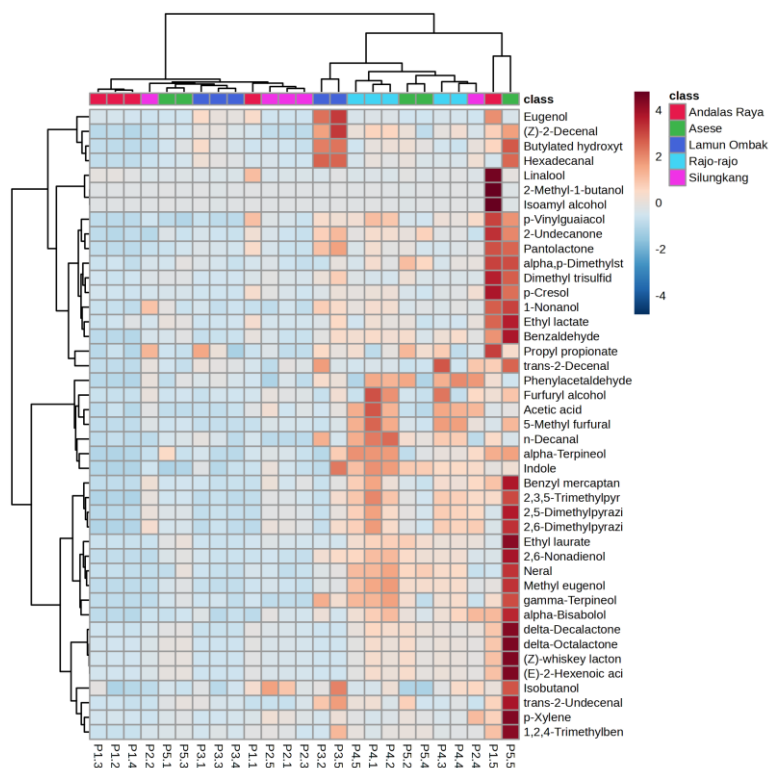 class
Eugenol
(Z)-2-Decenal
Butylated hydroxyt
Hexadecanal
Linalool
2-Methyl-1-butanol
Isoamyl alcohol
p-Vinylguaiacol
2-Undecanone
Pantolactone
alpha,p-Dimethylst
Dimethyl trisulfid
p-Cresol
1-Nonanol
Ethyl lactate
Benzaldehyde
Propyl propionate
trans-2-Decenal
Phenylacetaldehyde
Furfuryl alcohol
Acetic acid
5-Methyl furfural
n-Decanal
alpha-Terpineol
Indole
Benzyl mercaptan
2,3,5-Trimethylpyr
2,5-Dimethylpyrazi
2,6-Dimethylpyrazi
Ethyl laurate
2,6-Nonadienol
Neral
Methyl eugenol
gamma-Terpineol
alpha-Bisabolol
delta-Decalactone
delta-Octalactone
(Z)-whiskey lacton
(E)-2-Hexenoic aci
Isobutanol
trans-2-Undecenal
p-Xylene
1,2,4-Trimethylben
P1.3
P1.2
P1.4
P2.2
P5.1
P5.3
P3.1
P3.3
P3.4
P1.1
P2.5
P2.1
P2.3
P3.2
P3.5
P4.5
P4.1
P4.2
P5.2
P5.4
P4.3
P4.4
P2.4
P1.5
P5.5
4
2
0
-2
-4
class
Andalas Raya
Asese
Lamun Ombak
Rajo-rajo
Silungkang